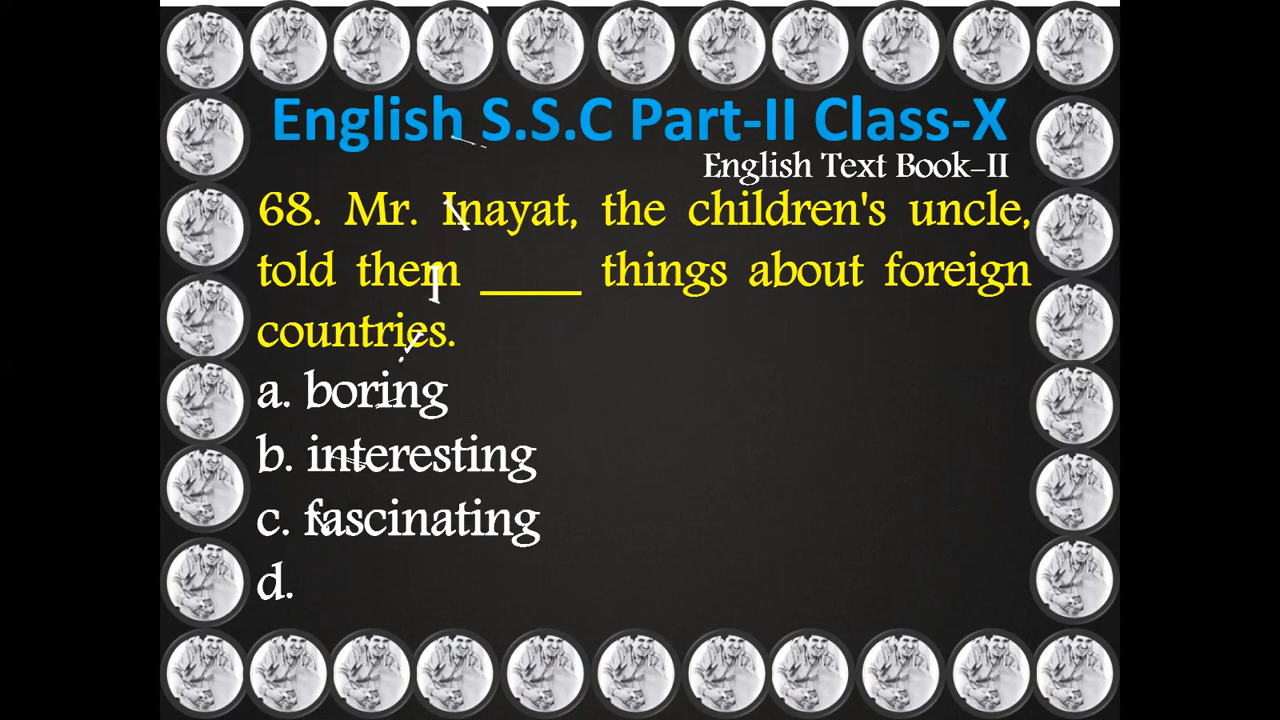 English S.S.C Part-II Class-X
English Text Book-II
68. Mr. Inayat, the children's uncle,
told them ____ things about foreign
countries.
a. boring
b. interesting
c. fascinating
d.